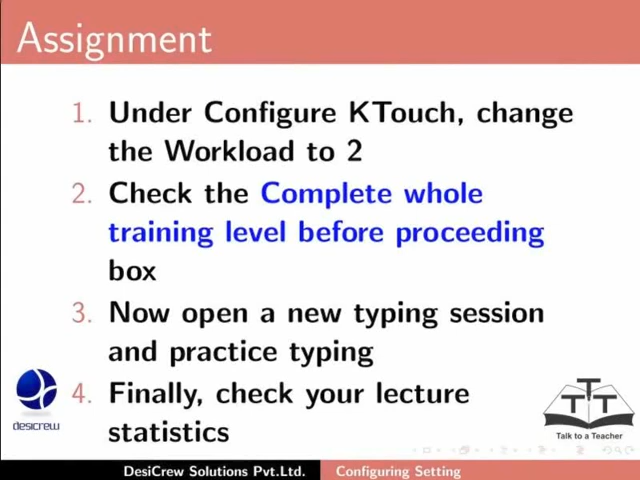 Assignment
1. Under Configure KTouch, change
the Workload to 2
2. Check the Complete whole
training level before proceeding
box
3. Now open a new typing session
and practice typing
4. Finally, check your lecture
statistics
desicrew
TTT
Talk to a Teacher
DesiCrew Solutions Pvt.Ltd. Configuring Setting